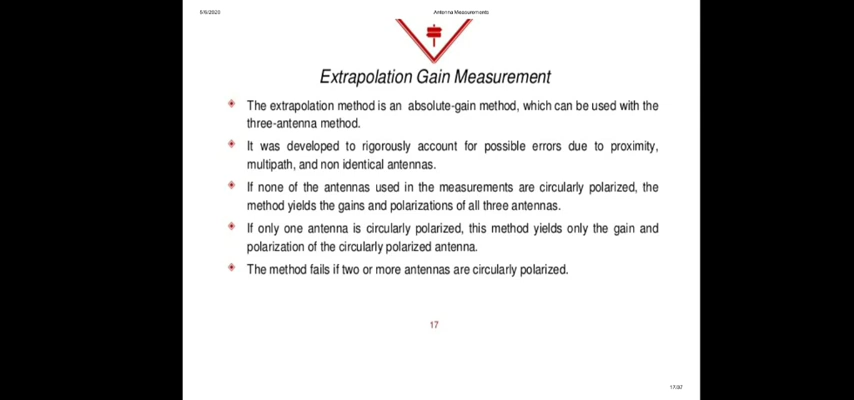 5/6/2020
Antenna Measurements
Extrapolation Gain Measurement
The extrapolation method is an absolute-gain method, which can be used with the
three-antenna method.
It was developed to rigorously account for possible errors due to proximity,
multipath, and non identical antennas.
If none of the antennas used in the measurements are circularly polarized, the
method yields the gains and polarizations of all three antennas.
If only one antenna is circularly polarized, this method yields only the gain and
polarization of the circularly polarized antenna.
The method fails if two or more antennas are circularly polarized.
17